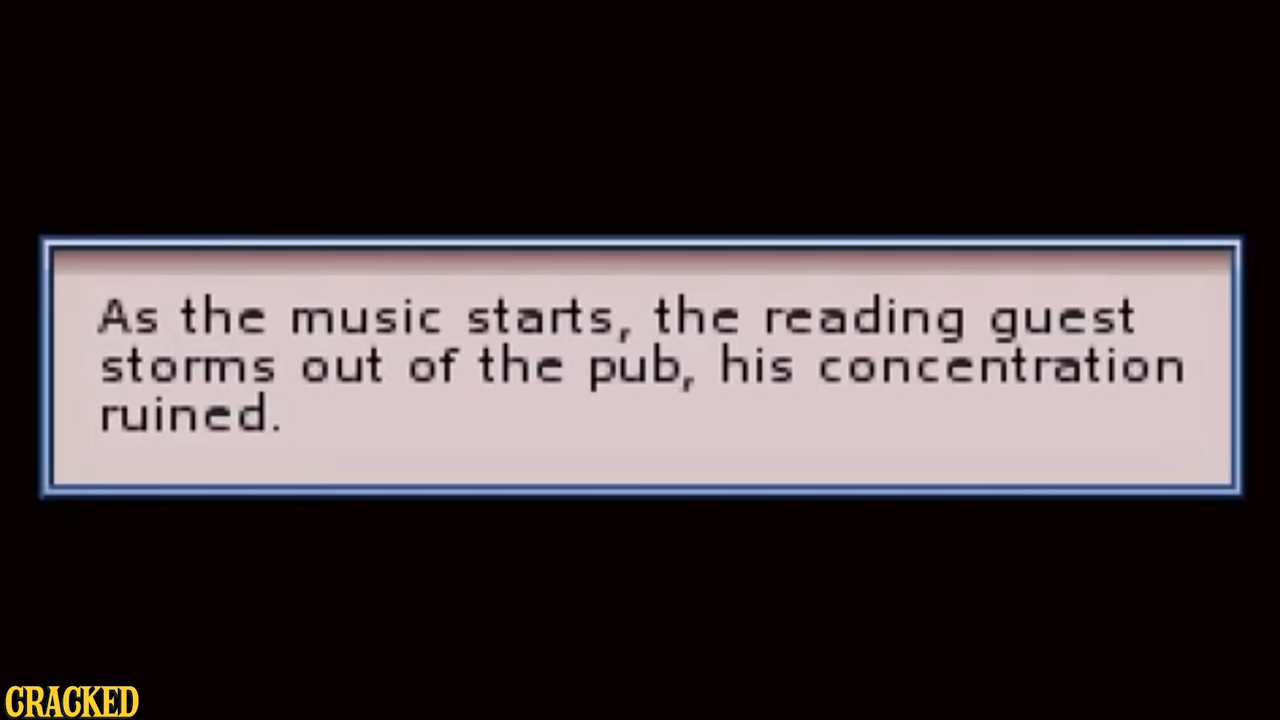 As the music starts, the reading guest
storms out of the pub, his concentration
ruined.
CRACKED